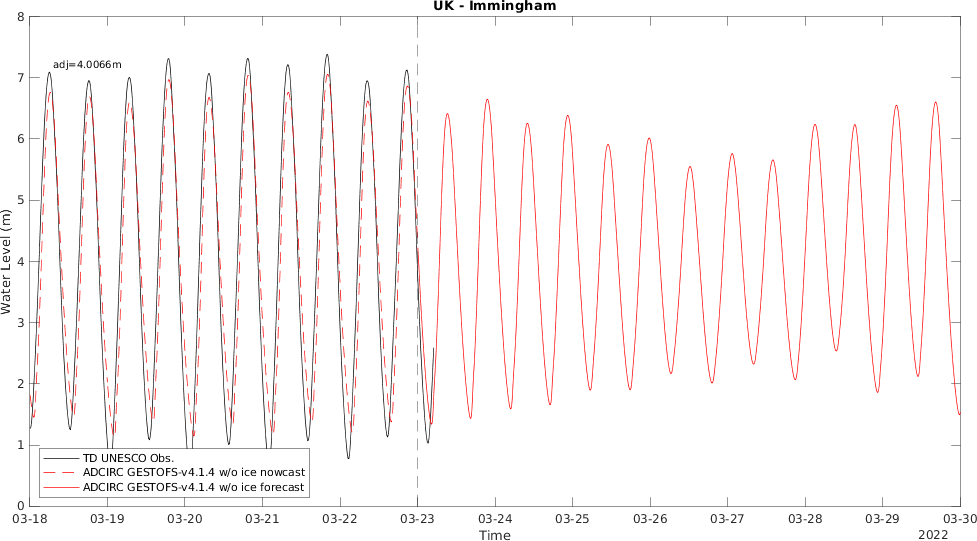 UK - Immingham
8
adj=4.0066m
7
6
5
4
3
2
1
0
Water Level (m)
TD UNESCO Obs.
ADCIRC GESTOFS-v4.1.4 w/o ice nowcast
ADCIRC GESTOFS-v4.1.4 w/o ice forecast
03-18 03-19 03-20 03-21 03-22 03-23 03-24 03-25 03-26 03-27 03-28 03-29 03-30
Time
2022